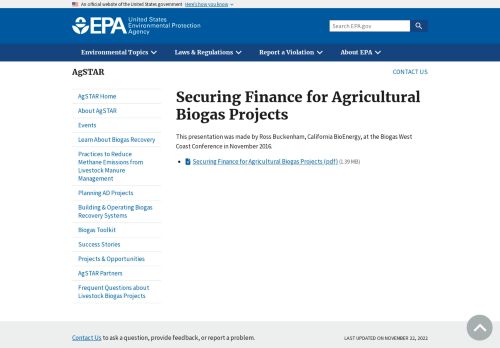 An official website of the United States government Here's how you know
EPA United States
Environmental Protection
Agency
Search EPA.gov
Environmental Topics Laws & Regulations Report a Violation About EPA
AgSTAR CONTACT US
AgSTAR Home
About AgSTAR
Events
Learn About Biogas Recovery
Practices to Reduce
Methane Emissions from
Livestock Manure
Management
Planning AD Projects
Building & Operating Biogas
Recovery Systems
Biogas Toolkit
Success Stories
Projects & Opportunities
AgSTAR Partners
Frequent Questions about
Livestock Biogas Projects
Securing Finance for Agricultural
Biogas Projects
This presentation was made by Ross Buckenham, California BioEnergy, at the Biogas West
Coast Conference in November 2016.
Securing Finance for Agricultural Biogas Projects (pdf) (1.39 MB)
Contact Us to ask a question, provide feedback, or report a problem.
LAST UPDATED ON NOVEMBER 22, 2022